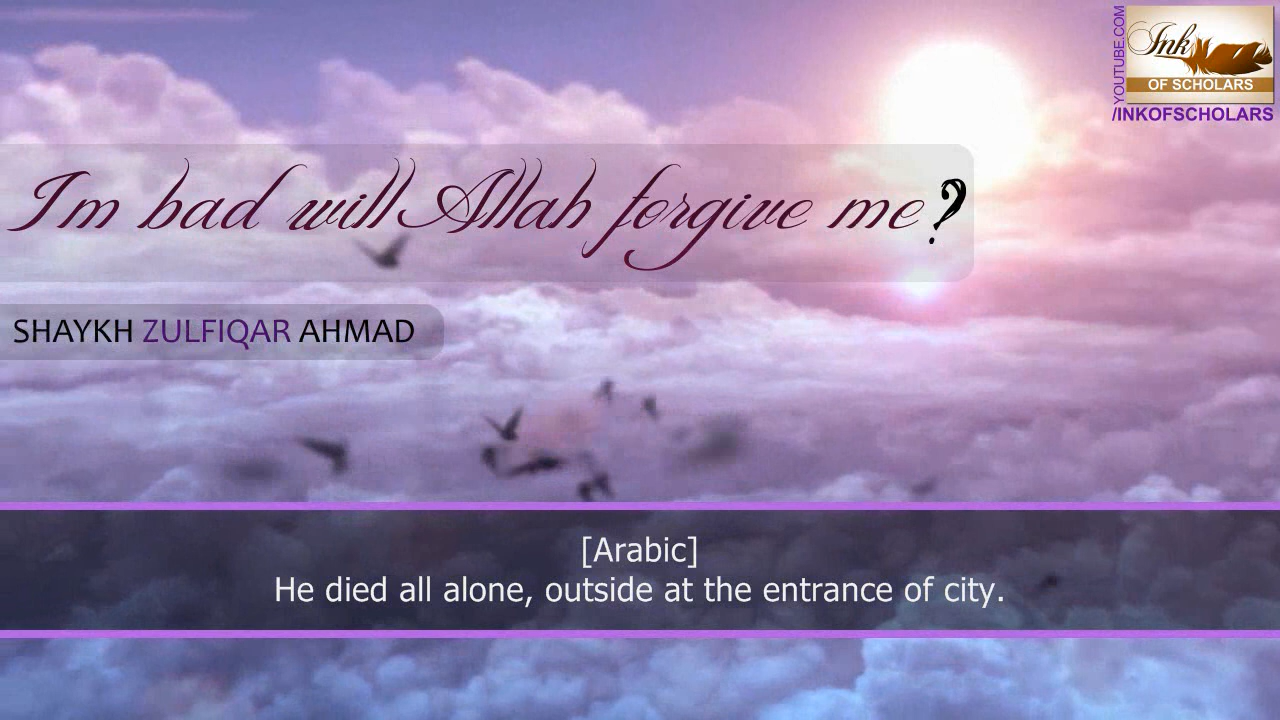 Ink
OF SCHOLARS
YOUTUBE.COM
/INKOFSCHOLARS
Im bad will Allah forgive me?
SHAYKH ZULFIQAR AHMAD
[Arabic]
He died all alone, outside at the entrance of city.